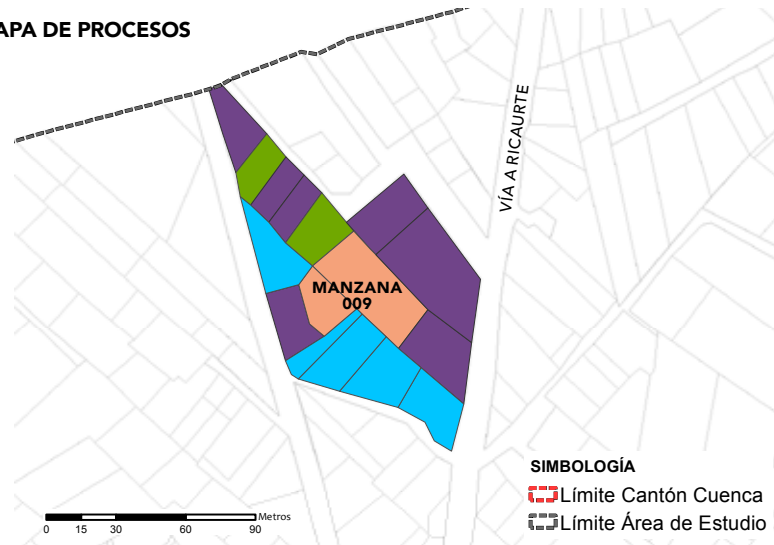 APA DE PROCESOS
VÍA A RICAURTE
MANZANA
009
SIMBOLOGÍA
Límite Cantón Cuenca
Límite Área de Estudio
Metros
0 15 30 60 90